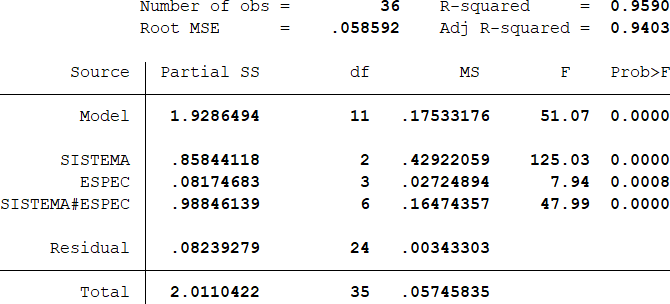 Number of obs = 36 R-squared = 0.9590
Root MSE = .058592 Adj R-squared = 0.9403
Source Partial SS df MS F Prob>F
Model 1.9286494 11 .17533176 51.07 0.0000
SISTEMA .85844118 2 .42922059 125.03 0.0000
ESPEC .08174683 3 .02724894 7.94 0.0008
SISTEMA#ESPEC .98846139 6 .16474357 47.99 0.0000
Residual .08239279 24 .00343303
Total 2.0110422 35 .05745835